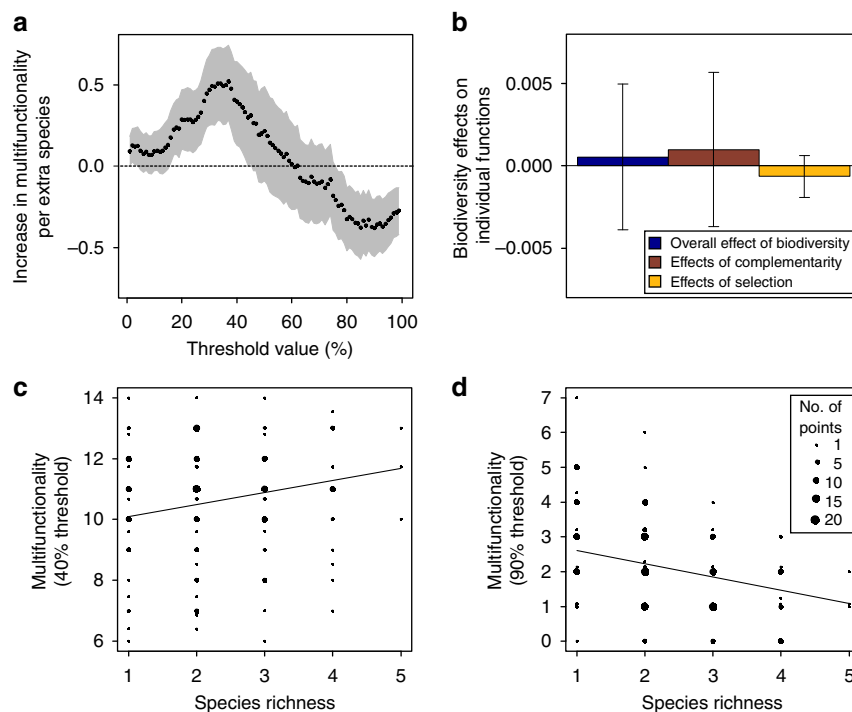 a
Increase in multifunctionality
per extra species
0.5
0.0
–0.5
0
20
40
60
80
100
Threshold value (%)
b
Biodiversity effects on
individual functions
0.005
0.000
–0.005
Overall effect of biodiversity
Effects of complementarity
Effects of selection
c
Multifunctionality
(40% threshold)
14
12
10
8
6
1
2
3
4
5
Species richness
d
Multifunctionality
(90% threshold)
7
6
5
4
3
2
1
0
No. of
points
1
5
10
15
20
1
2
3
4
5
Species richness